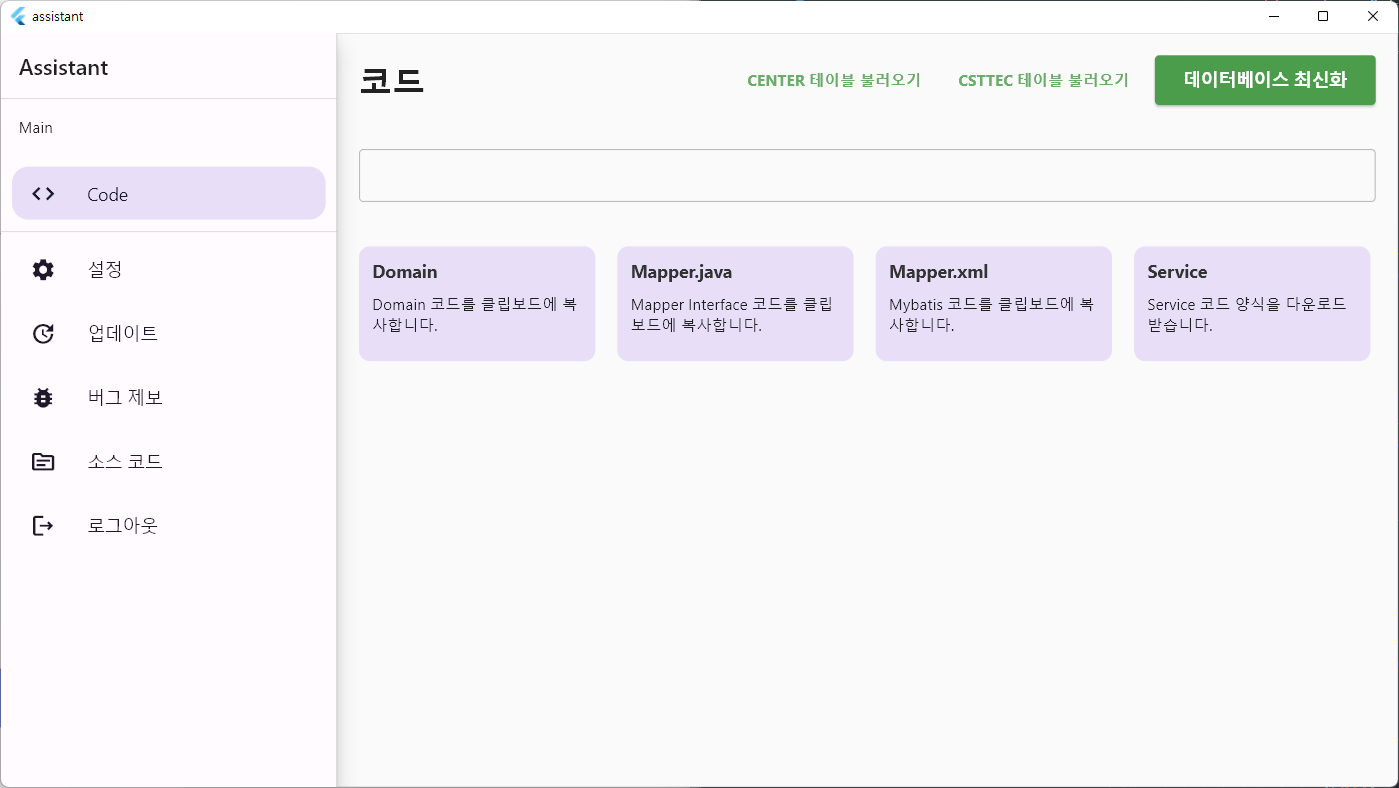 assistant
Assistant
Main
Code
설정
업데이트
버그 제보
소스 코드
로그아웃
코드
CENTER 테이블 불러오기
CSTTEC 테이블 불러오기
데이터베이스 최신화
Domain
Domain 코드를 클립보드에 복
사합니다.
Mapper.java
Mapper Interface 코드를 클립
보드에 복사합니다.
Mapper.xml
Mybatis 코드를 클립보드에 복
사합니다.
Service
Service 코드 양식을 다운로드
받습니다.